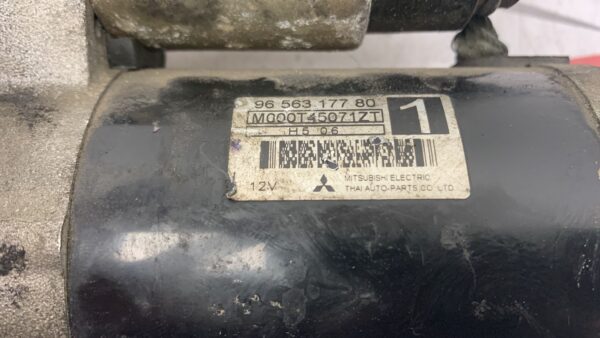 96 563 177 80
M000T45071ZT
1
H5 06
12V
MITSUBISHI ELECTRIC
THAI AUTO-PARTS CO. LTD.